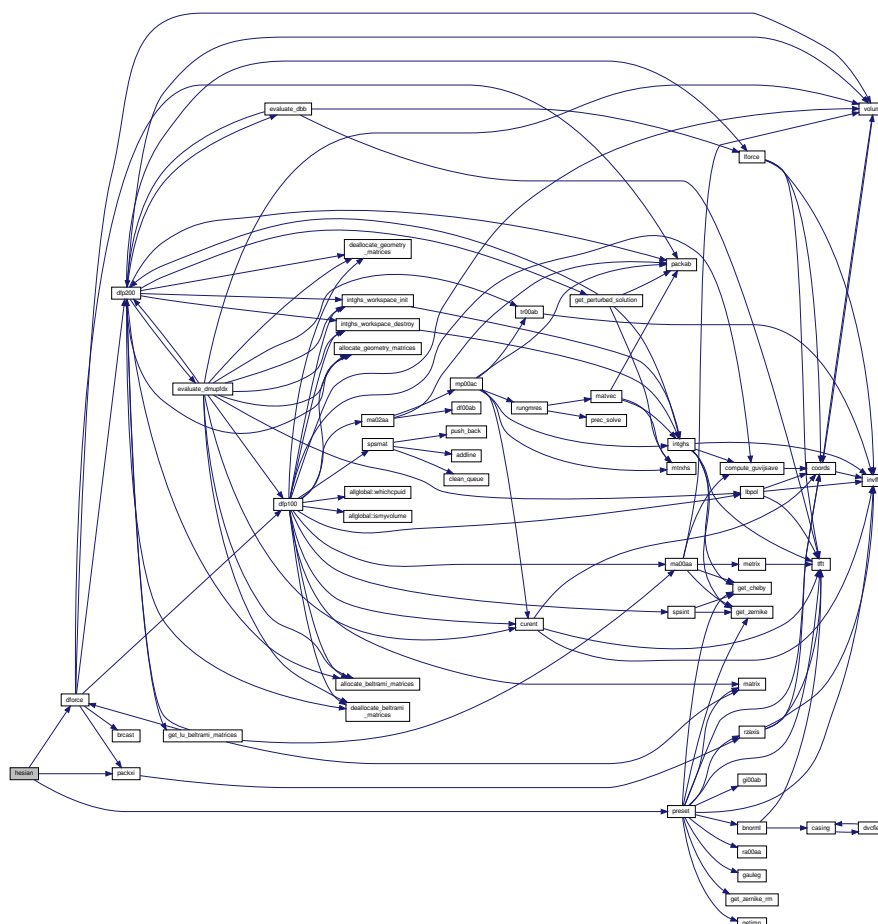 evaluate_dbb
volum
lforce
deallocate_geometry
_matrices
packab
dfp200
intghs_workspace_init
get_perturbed_solution
tr00ab
intghs_workspace_destroy
allocate_geometry_matrices
evaluate_dmupfdx
mp00ac
matvec
rungmres
df00ab
ma02aa
prec_solve
push_back
spsmat
intghs
addline
compute_guvijsave
coords
mtrxhs
clean_queue
invfft
allglobal::whichcpuid
lbpol
dfp100
allglobal::ismyvolume
ma00aa
metrix
tfft
get_cheby
spsint
get_zernike
curent
allocate_beltrami_matrices
matrix
dforce
deallocate_beltrami
_matrices
brcast
get_lu_beltrami_matrices
rzaxis
hesian
packxi
gi00ab
preset
bnorml
casing
dvcfie
ra00aa
gauleg
get_zernike_rm